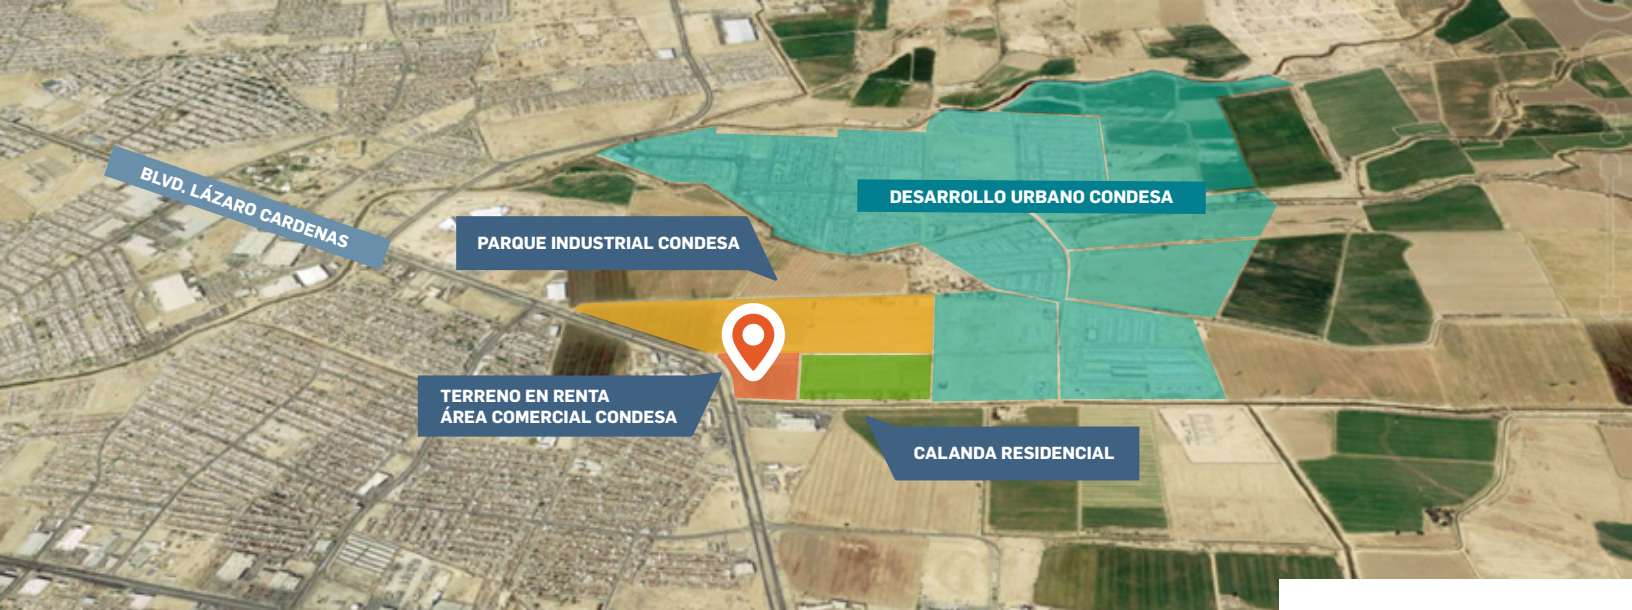 BLVD. LÁZARO CARDENAS
DESARROLLO URBANO CONDESA
PARQUE INDUSTRIAL CONDESA
TERRENO EN RENTA
ÁREA COMERCIAL CONDESA
CALANDA RESIDENCIAL